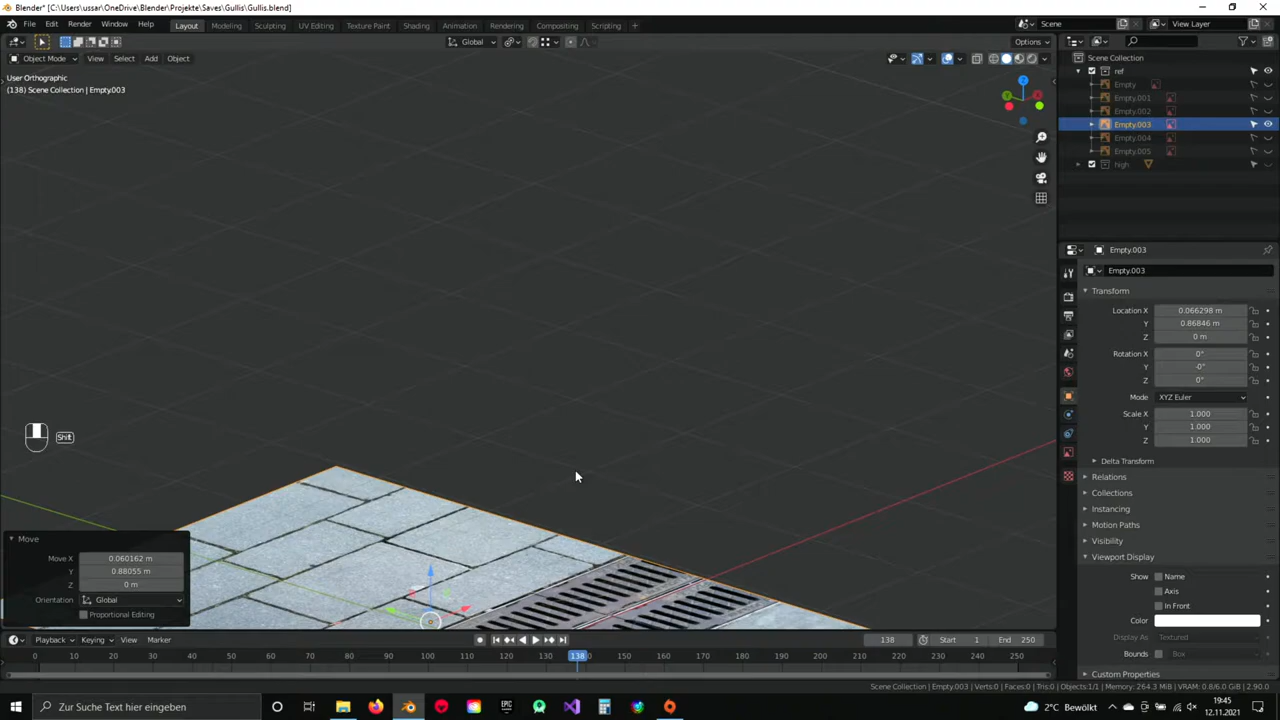 Blender* [C:\Users\ussar\OneDrive\Blender\Projekte\Saves\Gullis\Gullis.blend]
File Edit Render Window Help Layout Modeling Sculpting UV Editing Texture Paint Shading Animation Rendering Compositing Scripting + Scene View Layer
Global Options
Object Mode View Select Add Object
User Orthographic
(138) Scene Collection | Empty.003
Scene Collection
ref
Empty
Empty.001
Empty.002
Empty.003
Empty.004
Empty.005
high
Z
Y
X
Empty.003
Empty.003
Transform
Location X 0.066298 m
Y 0.86846 m
Z 0 m
Rotation X 0°
Y -0°
Z 0°
Mode XYZ Euler
Scale X 1.000
Y 1.000
Z 1.000
Delta Transform
Relations
Collections
Instancing
Motion Paths
Visibility
Viewport Display
Show Name
Axis
In Front
Color
Display As Textured
Bounds Box
Custom Properties
Shift
Move
Move X 0.060162 m
Y 0.88055 m
Z 0 m
Orientation Global
Proportional Editing
Playback Keying View Marker 138 Start 1 End 250
0 10 20 30 40 50 60 70 80 90 100 110 120 130 138 150 160 170 180 190 200 210 220 230 240 250
Scene Collection | Empty.003 | Verts:0 | Faces:0 | Tris:0 | Objects:1/1 | Memory: 264.3 MiB | VRAM: 0.8/6.0 GiB | 2.90.0
Zur Suche Text hier eingeben
EPIC GAMES
2°C Bewölkt
19:45
12.11.2021